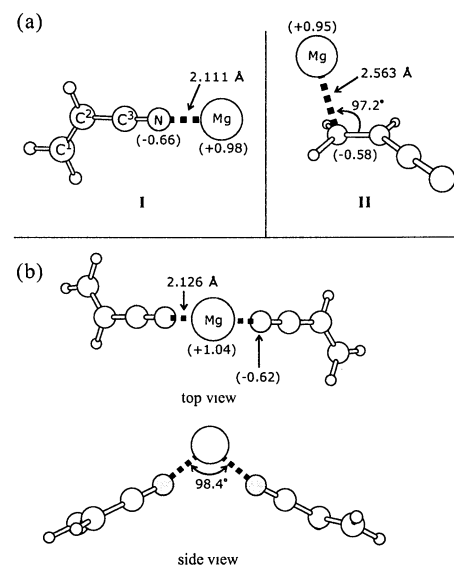 (a)
2.111 Å
C² C³ N Mg
C¹
(-0.66)
(+0.98)
I
(+0.95)
Mg
2.563 Å
97.2°
(-0.58)
II
(b)
2.126 Å
Mg
(+1.04)
(-0.62)
top view
98.4°
side view